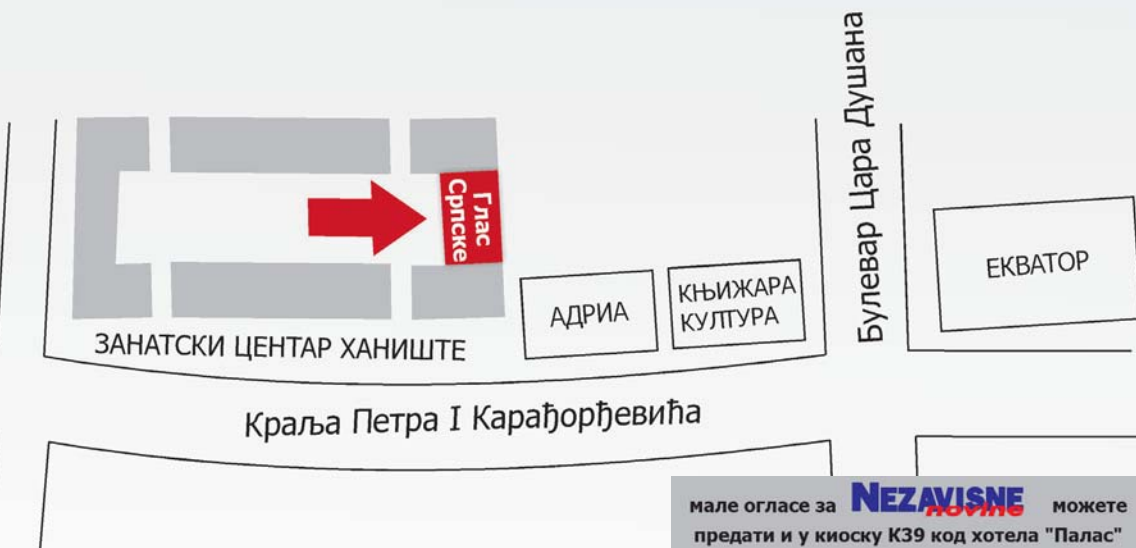 Булевар Цара Душана
Глас
Српске
ЕКВАТОР
АДРИА
КЊИЖАРА
КУЛТУРА
ЗАНАТСКИ ЦЕНТАР ХАНИШТЕ
Краља Петра I Карађорђевића
мале огласе за NEZAVISNE novine можете
предати и у киоску К39 код хотела "Палас"